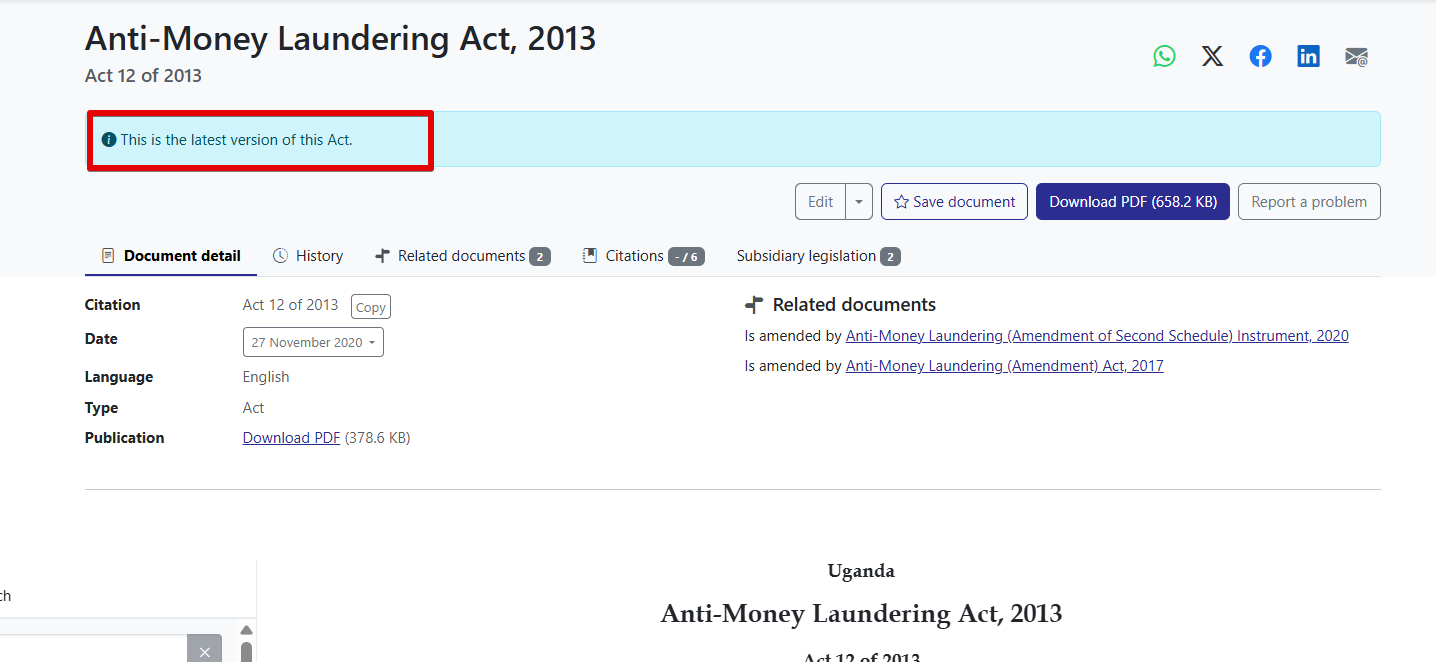 Anti-Money Laundering Act, 2013
Act 12 of 2013
This is the latest version of this Act.
Edit
Save document
Download PDF (658.2 KB)
Report a problem
Document detail
History
Related documents 2
Citations - / 6
Subsidiary legislation 2
Citation
Act 12 of 2013
Copy
Date
27 November 2020
Language
English
Type
Act
Publication
Download PDF (378.6 KB)
Related documents
Is amended by Anti-Money Laundering (Amendment of Second Schedule) Instrument, 2020
Is amended by Anti-Money Laundering (Amendment) Act, 2017
ch
Uganda
Anti-Money Laundering Act, 2013
Act 12 of 2013